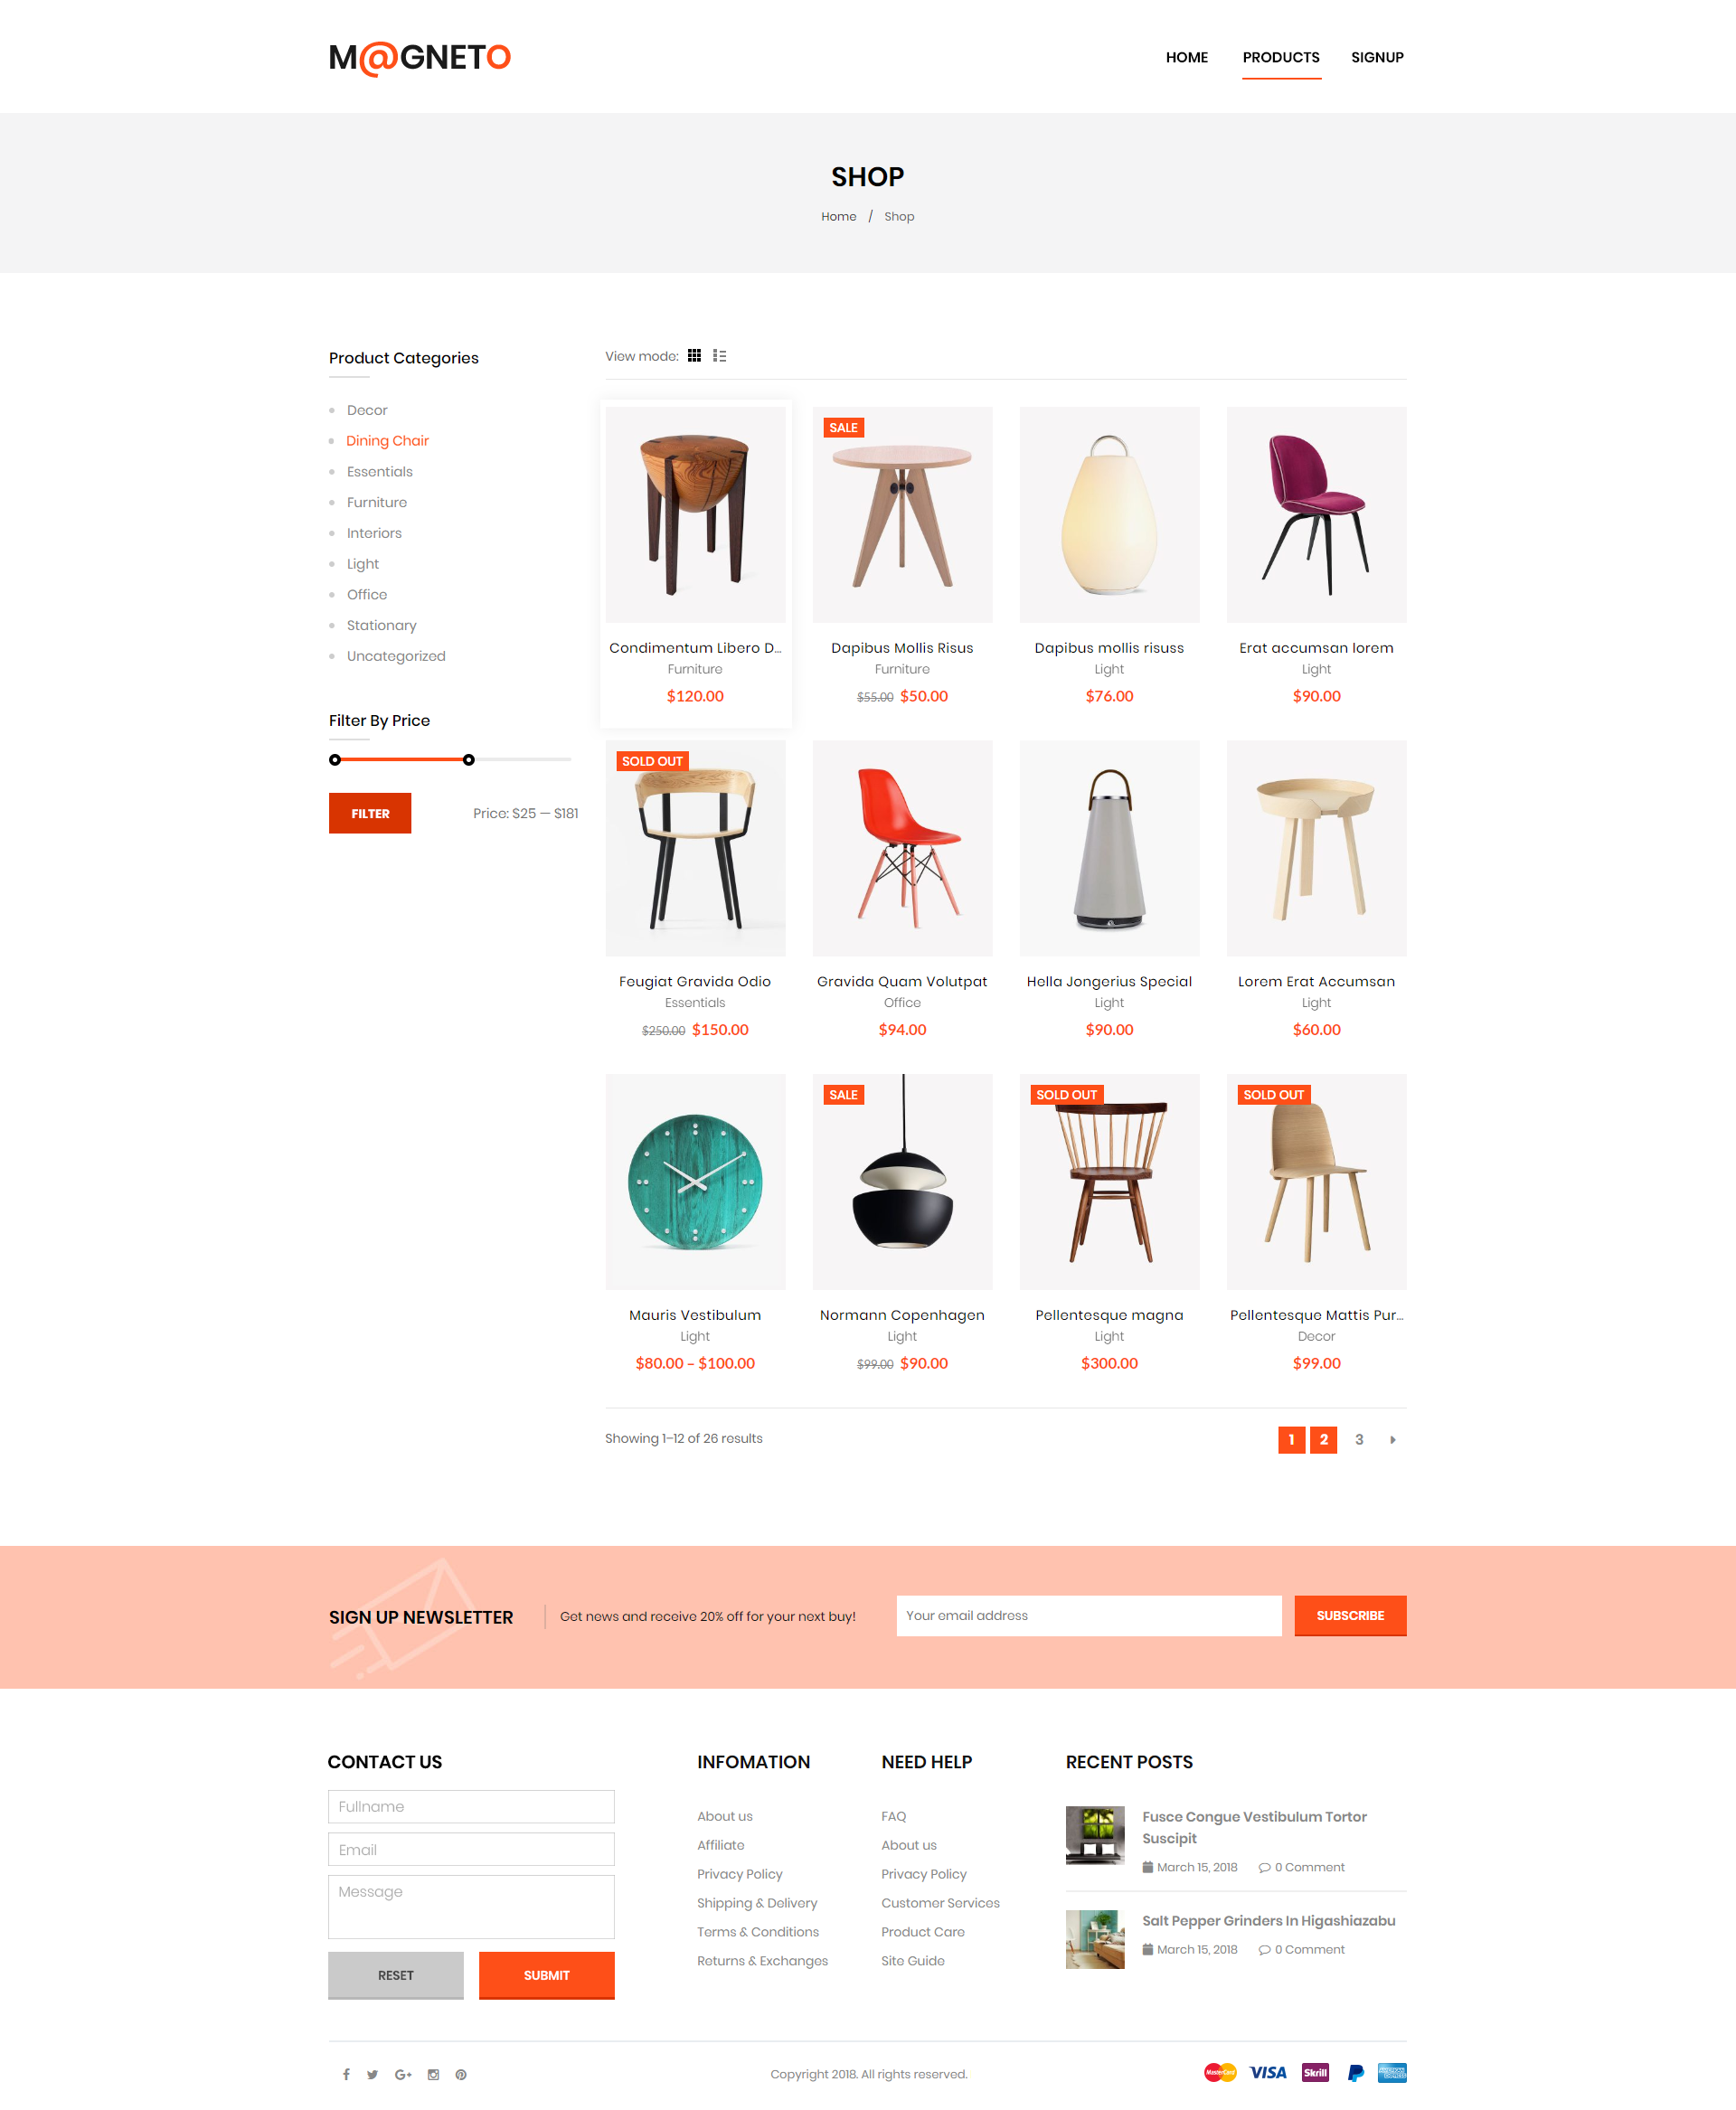 M@GNETO
HOME PRODUCTS SIGNUP
SHOP
Home / Shop
Product Categories
Decor
Dining Chair
Essentials
Furniture
Interiors
Light
Office
Stationary
Uncategorized
Filter By Price
FILTER Price: $25 — $181
View mode:
Condimentum Libero D...
Furniture
$120.00
SALE
Dapibus Mollis Risus
Furniture
$55.00 $50.00
Dapibus mollis risuss
Light
$76.00
Erat accumsan lorem
Light
$90.00
SOLD OUT
Feugiat Gravida Odio
Essentials
$250.00 $150.00
Gravida Quam Volutpat
Office
$94.00
Hella Jongerius Special
Light
$90.00
Lorem Erat Accumsan
Light
$60.00
Mauris Vestibulum
Light
$80.00 – $100.00
SALE
Normann Copenhagen
Light
$99.00 $90.00
SOLD OUT
Pellentesque magna
Light
$300.00
SOLD OUT
Pellentesque Mattis Pur...
Decor
$99.00
Showing 1–12 of 26 results
1 2 3
SIGN UP NEWSLETTER
Get news and receive 20% off for your next buy!
Your email address
SUBSCRIBE
CONTACT US
Fullname
Email
Message
RESET SUBMIT
INFOMATION
About us
Affiliate
Privacy Policy
Shipping & Delivery
Terms & Conditions
Returns & Exchanges
NEED HELP
FAQ
About us
Privacy Policy
Customer Services
Product Care
Site Guide
RECENT POSTS
Fusce Congue Vestibulum Tortor
Suscipit
March 15, 2018 0 Comment
Salt Pepper Grinders In Higashiazabu
March 15, 2018 0 Comment
Copyright 2018. All rights reserved.
MasterCard VISA Skrill